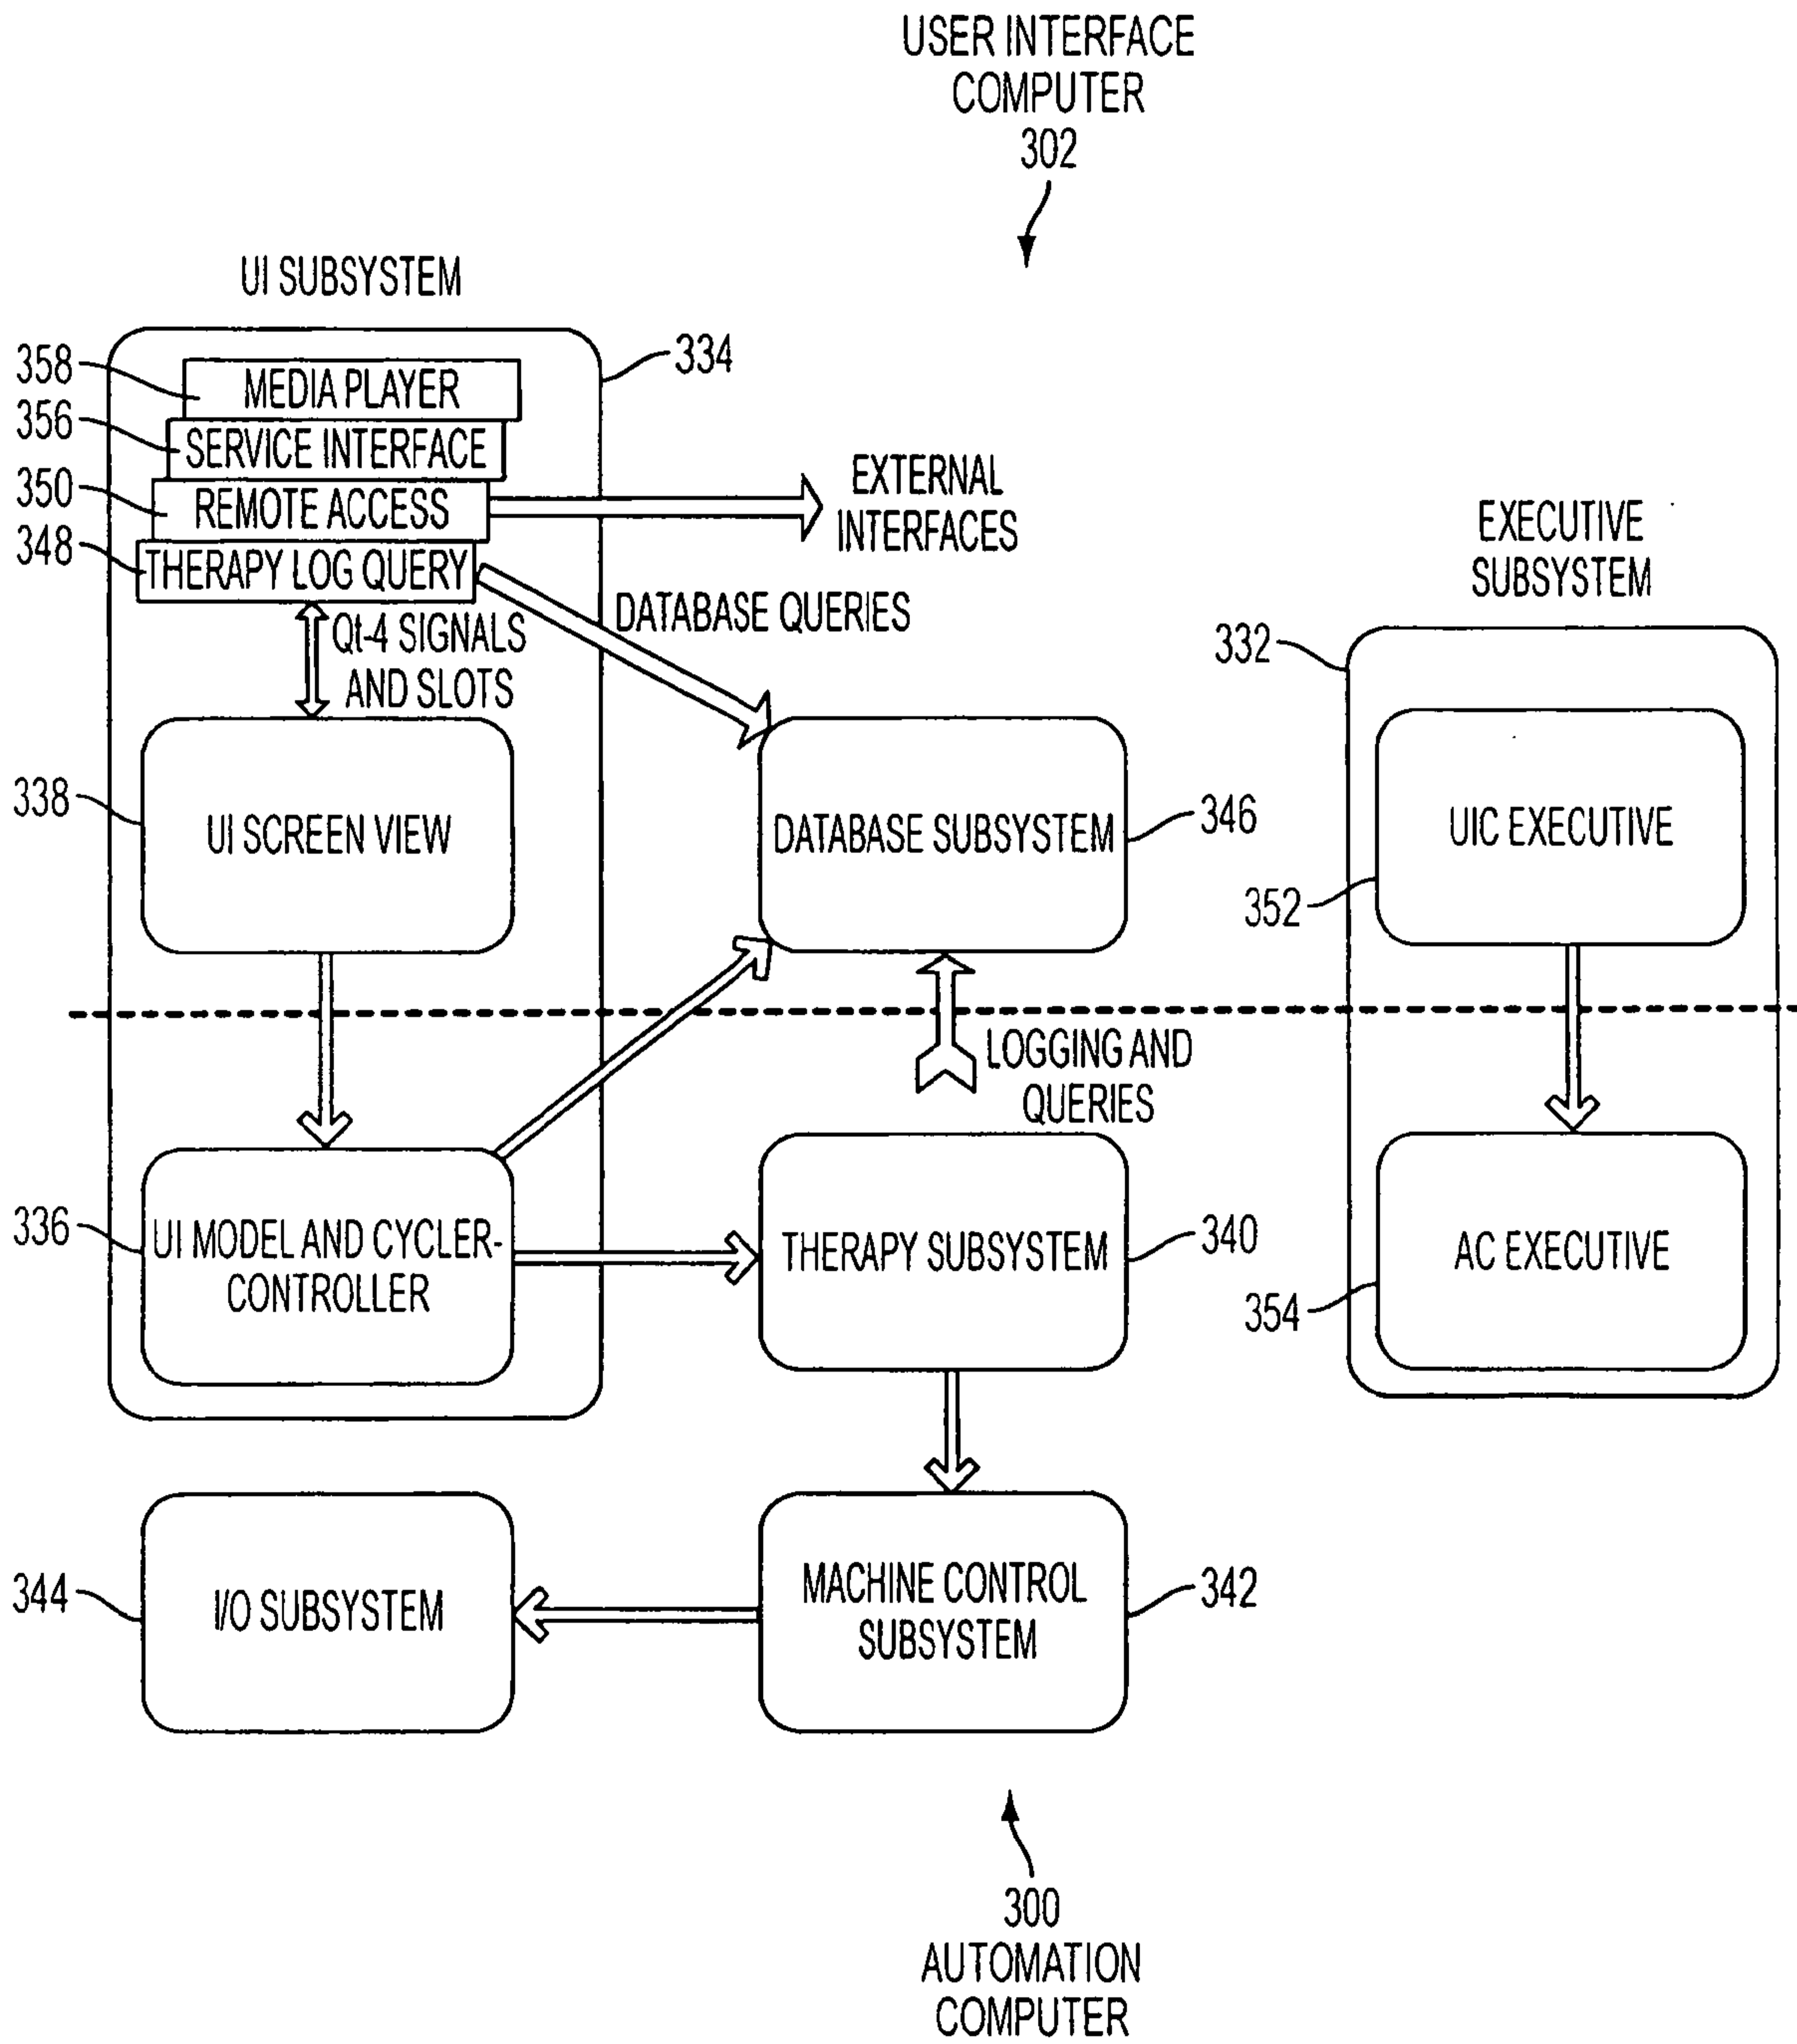 USER INTERFACE
COMPUTER
302
UI SUBSYSTEM
334
358
MEDIA PLAYER
356
SERVICE INTERFACE
350
REMOTE ACCESS
348
THERAPY LOG QUERY
EXTERNAL
INTERFACES
DATABASE QUERIES
Qt-4 SIGNALS
AND SLOTS
EXECUTIVE
SUBSYSTEM
332
338
UI SCREEN VIEW
DATABASE SUBSYSTEM
346
UIC EXECUTIVE
352
LOGGING AND
QUERIES
336
UI MODEL AND CYCLER-
CONTROLLER
THERAPY SUBSYSTEM
340
AC EXECUTIVE
354
344
I/O SUBSYSTEM
MACHINE CONTROL
SUBSYSTEM
342
300
AUTOMATION
COMPUTER